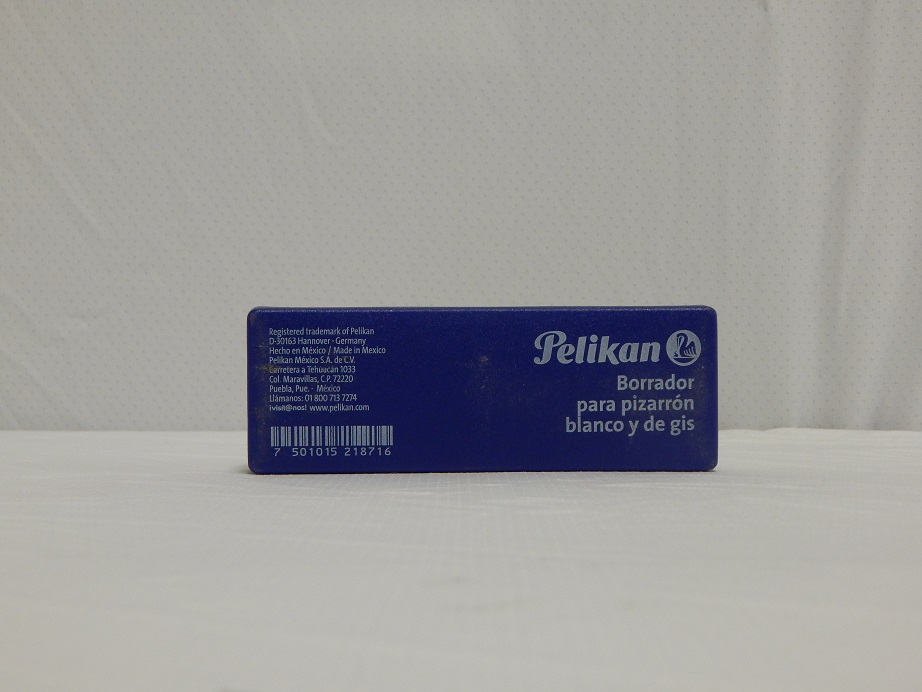 Registered trademark of Pelikan
D-30163 Hannover - Germany
Hecho en México / Made in Mexico
Pelikan México S.A. de C.V.
Carretera a Tehuacán 1033
Col. Maravillas, C.P. 72220
Puebla, Pue. - México
Llámanos: 01 800 713 7274
¡visit@nos! www.pelikan.com
7 501015 218716
Pelikan
Borrador
para pizarrón
blanco y de gis